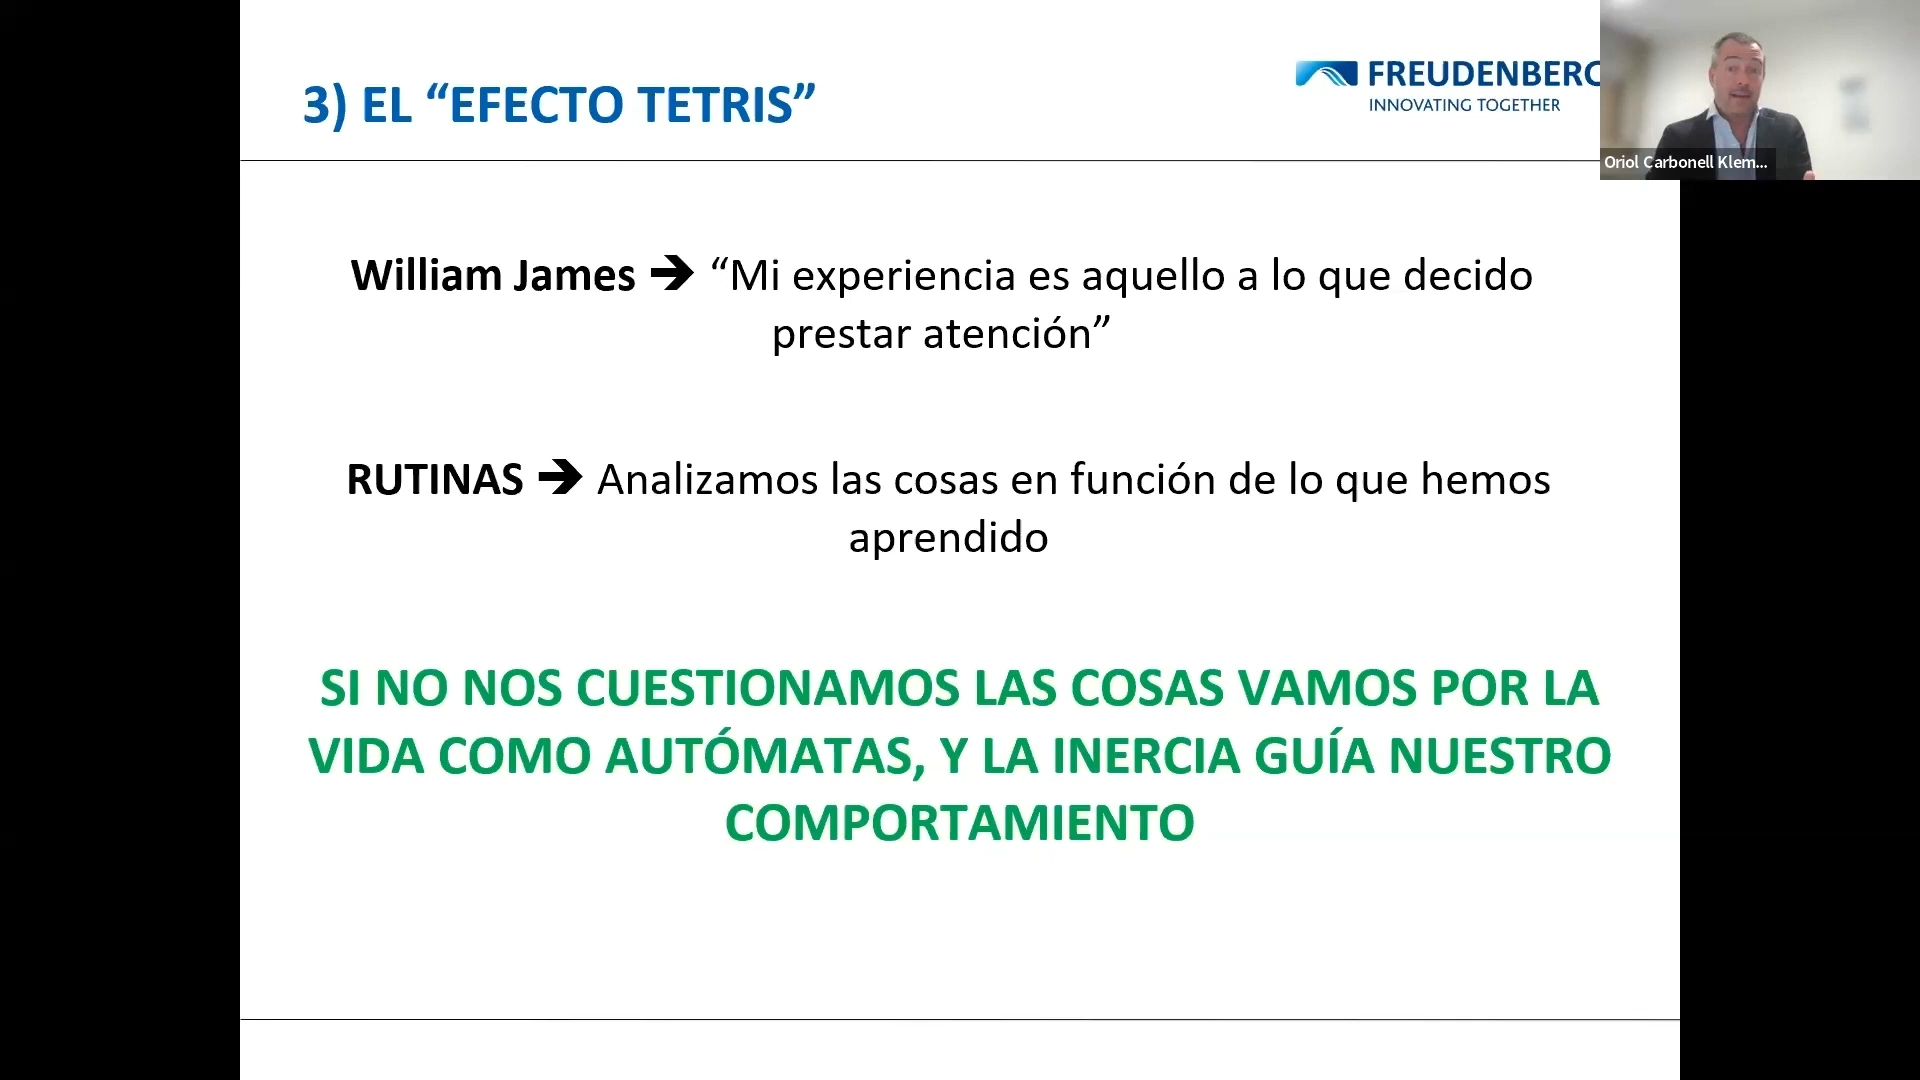 3) EL “EFECTO TETRIS”
FREUDENBERG
INNOVATING TOGETHER
Oriol Carbonell Klem...
William James ➔ “Mi experiencia es aquello a lo que decido
prestar atención”
RUTINAS ➔ Analizamos las cosas en función de lo que hemos
aprendido
SI NO NOS CUESTIONAMOS LAS COSAS VAMOS POR LA
VIDA COMO AUTÓMATAS, Y LA INERCIA GUÍA NUESTRO
COMPORTAMIENTO